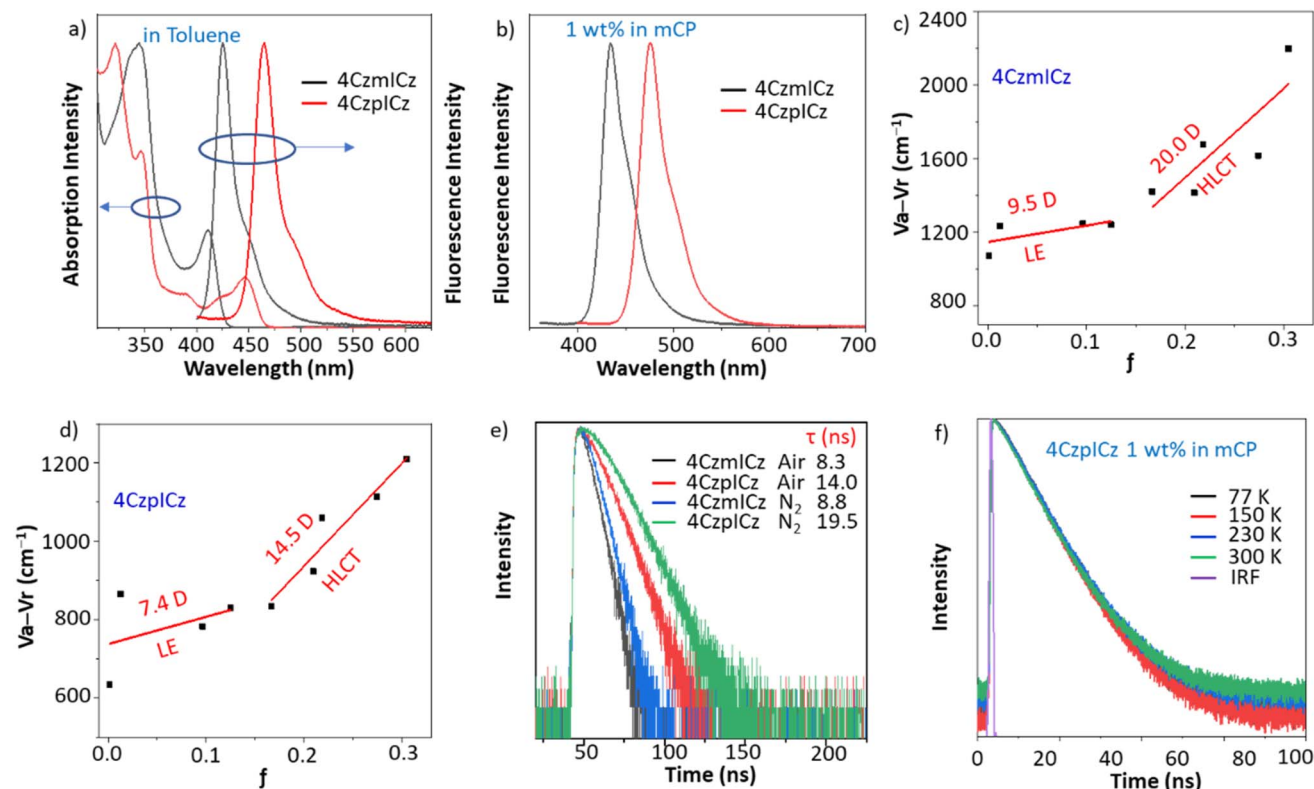 a)
in Toluene
4CzmICz
4CzpICz
Absorption Intensity
Fluorescence Intensity
350 400 450 500 550 600
Wavelength (nm)
b)
1 wt% in mCP
4CzmICz
4CzpICz
Fluorescence Intensity
400 500 600 700
Wavelength (nm)
c)
4CzmICz
Va–Vr (cm⁻¹)
2400
2000
1600
1200
800
9.5 D
LE
20.0 D
HLCT
0.0 0.1 0.2 0.3
ƒ
d)
4CzpICz
Va–Vr (cm⁻¹)
1200
1000
800
600
7.4 D
LE
14.5 D
HLCT
0.0 0.1 0.2 0.3
ƒ
e)
τ (ns)
4CzmICz Air 8.3
4CzpICz Air 14.0
4CzmICz N₂ 8.8
4CzpICz N₂ 19.5
Intensity
50 100 150 200
Time (ns)
f)
4CzpICz 1 wt% in mCP
77 K
150 K
230 K
300 K
IRF
Intensity
0 20 40 60 80 100
Time (ns)